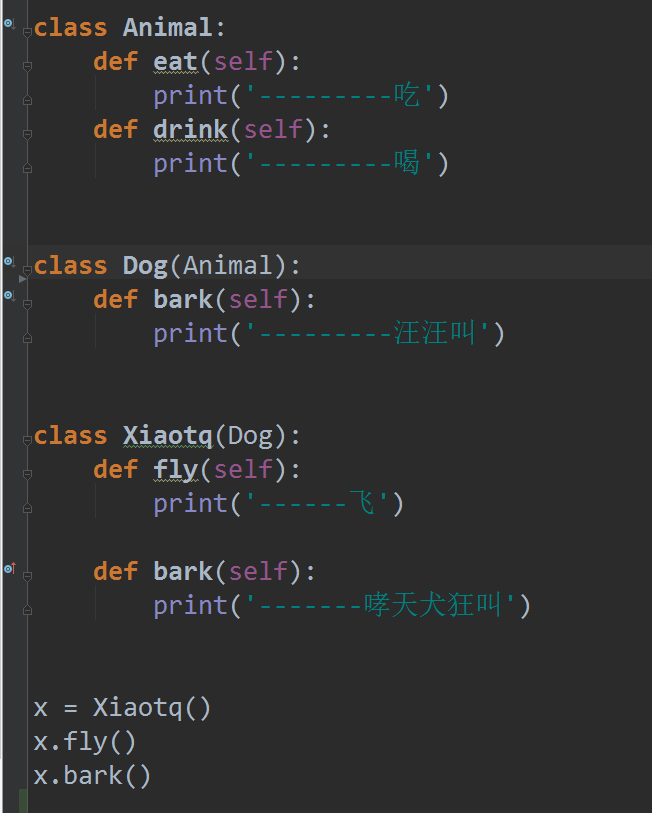 class Animal:
    def eat(self):
        print('---------吃')
    def drink(self):
        print('---------喝')
class Dog(Animal):
    def bark(self):
        print('---------汪汪叫')
class Xiaotq(Dog):
    def fly(self):
        print('------飞')
    def bark(self):
        print('-------哮天犬狂叫')
x = Xiaotq()
x.fly()
x.bark()